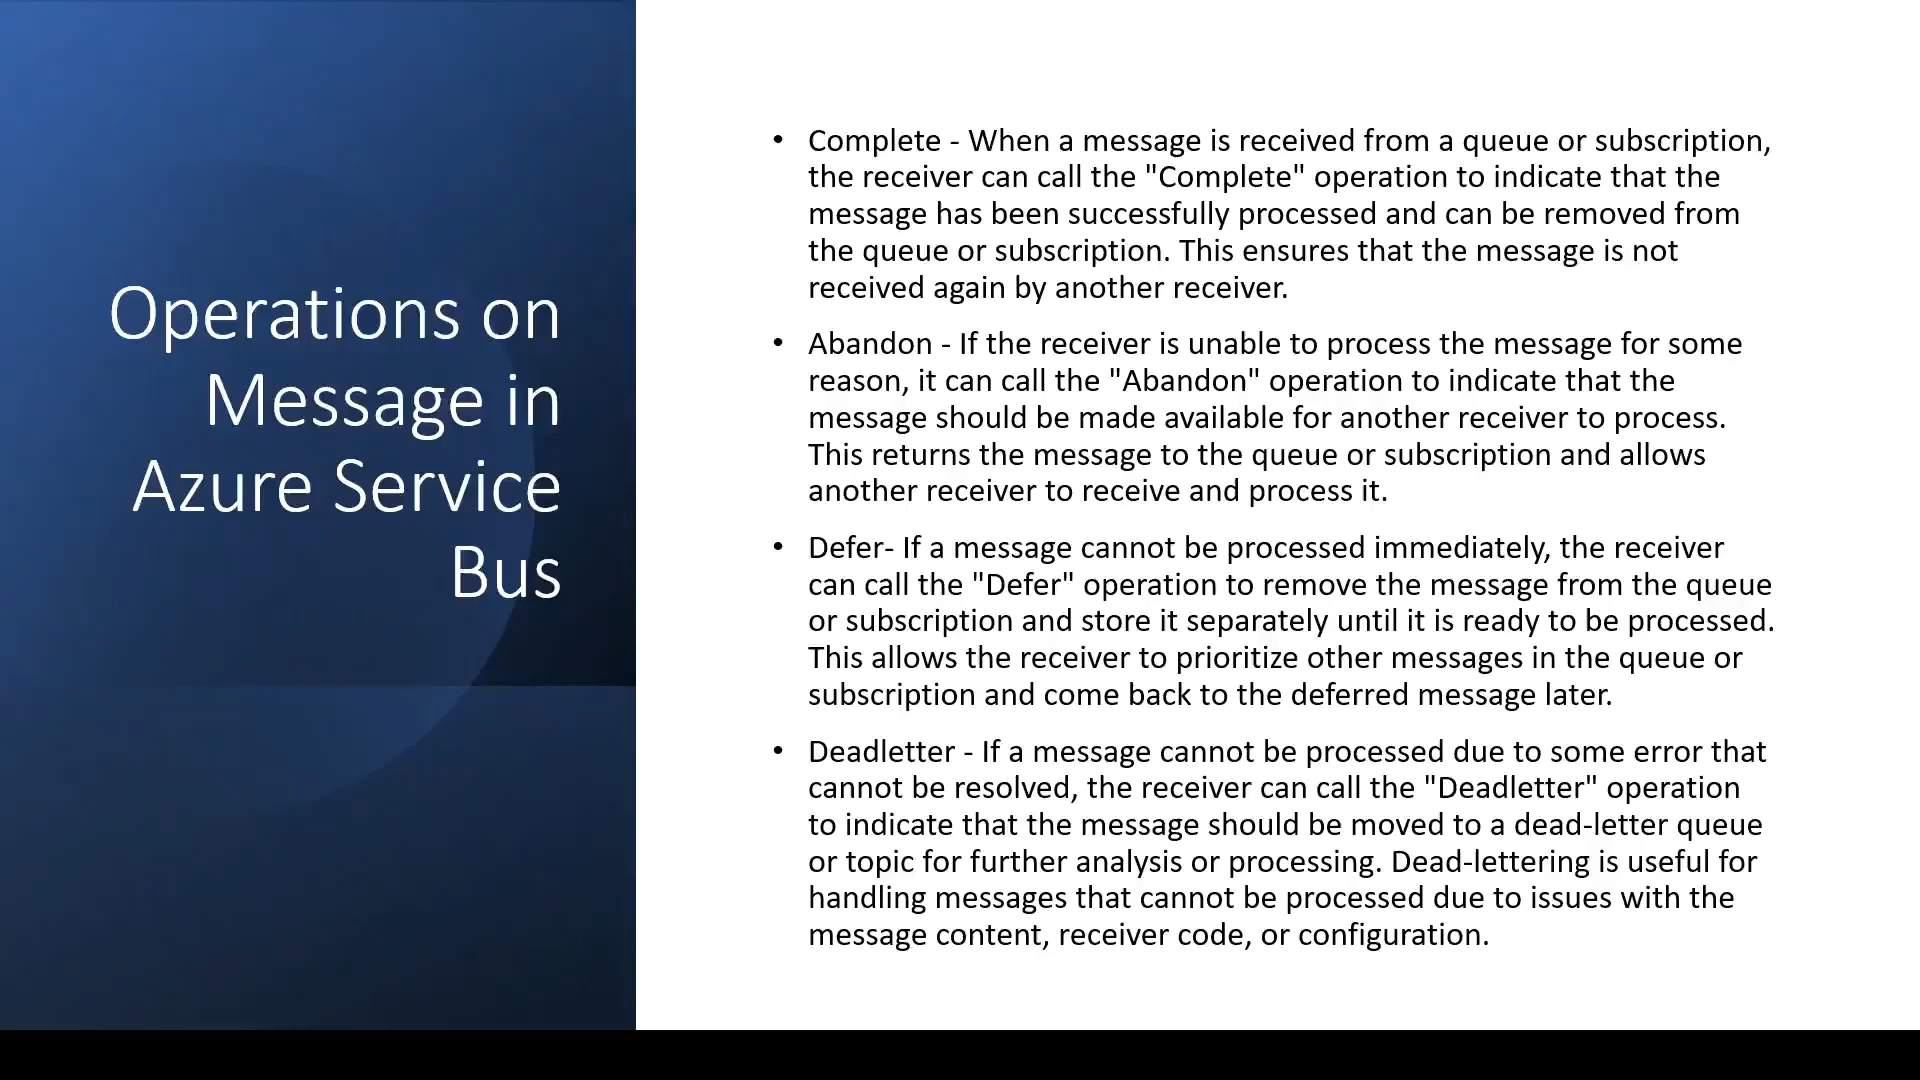 Operations on
Message in
Azure Service
Bus
• Complete - When a message is received from a queue or subscription,
the receiver can call the "Complete" operation to indicate that the
message has been successfully processed and can be removed from
the queue or subscription. This ensures that the message is not
received again by another receiver.
• Abandon - If the receiver is unable to process the message for some
reason, it can call the "Abandon" operation to indicate that the
message should be made available for another receiver to process.
This returns the message to the queue or subscription and allows
another receiver to receive and process it.
• Defer- If a message cannot be processed immediately, the receiver
can call the "Defer" operation to remove the message from the queue
or subscription and store it separately until it is ready to be processed.
This allows the receiver to prioritize other messages in the queue or
subscription and come back to the deferred message later.
• Deadletter - If a message cannot be processed due to some error that
cannot be resolved, the receiver can call the "Deadletter" operation
to indicate that the message should be moved to a dead-letter queue
or topic for further analysis or processing. Dead-lettering is useful for
handling messages that cannot be processed due to issues with the
message content, receiver code, or configuration.